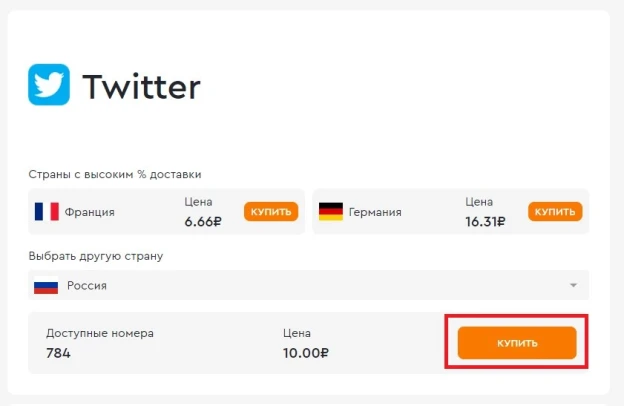 Twitter
Страны с высоким % доставки
Франция
Цена
6.66₽
КУПИТЬ
Германия
Цена
16.31₽
КУПИТЬ
Выбрать другую страну
Россия
Доступные номера
784
Цена
10.00₽
КУПИТЬ